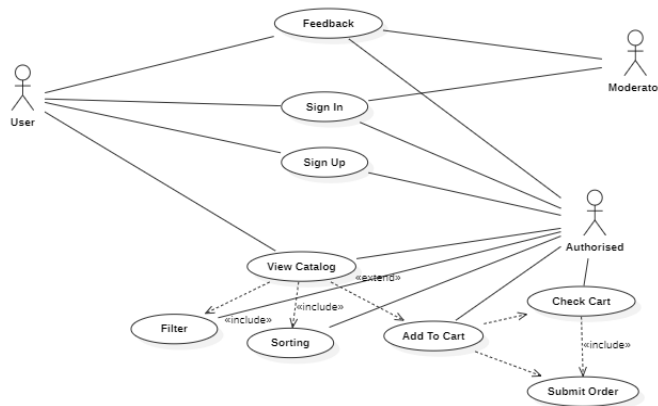 Feedback
Moderato
User
Sign In
Sign Up
Authorised
View Catalog
«extend»
Check Cart
«include»
«include»
Filter
Sorting
Add To Cart
«include»
Submit Order